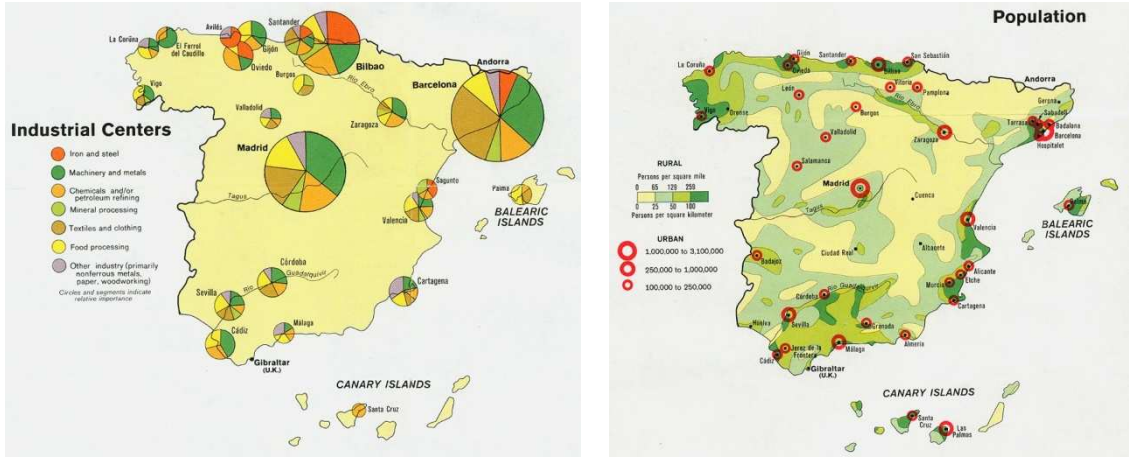 Industrial Centers
Iron and steel
Machinery and metals
Chemicals and/or
petroleum refining
Mineral processing
Textiles and clothing
Food processing
Other industry (primarily
nonferrous metals,
paper, woodworking)
Circles and segments indicate
relative importance
La Coruña
El Ferrol
del Caudillo
Avilés
Gijón
Oviedo
Santander
Bilbao
Vigo
Burgos
Rio Ebro
Andorra
Barcelona
Valladolid
Zaragoza
Madrid
Tagus
Sagunto
Valencia
Palma
BALEARIC
ISLANDS
Córdoba
Rio Guadalquivir
Sevilla
Cartagena
Cádiz
Málaga
Gibraltar
(U.K.)
CANARY ISLANDS
Santa Cruz
Population
RURAL
Persons per square mile
0 65 129 259
0 25 50 100
Persons per square kilometer
URBAN
1,000,000 to 3,100,000
250,000 to 1,000,000
100,000 to 250,000
La Coruña
Gijón
Oviedo
Santander
Bilbao
San Sebastián
Vitoria
Pamplona
Andorra
León
Rio Ebro
Gerona
Vigo
Orense
Burgos
Sabadell
Tarrasa
Badalona
Barcelona
Hospitalet
Valladolid
Zaragoza
Salamanca
Madrid
Tagus
Cuenca
Palma
BALEARIC
ISLANDS
Valencia
Ciudad Real
Albacete
Badajoz
Alicante
Elche
Murcia
Cartagena
Córdoba
Rio Guadalquivir
Huelva
Sevilla
Granada
Almería
Jerez de la
Frontera
Cádiz
Málaga
Gibraltar
(U.K.)
CANARY ISLANDS
Santa
Cruz
Las
Palmas